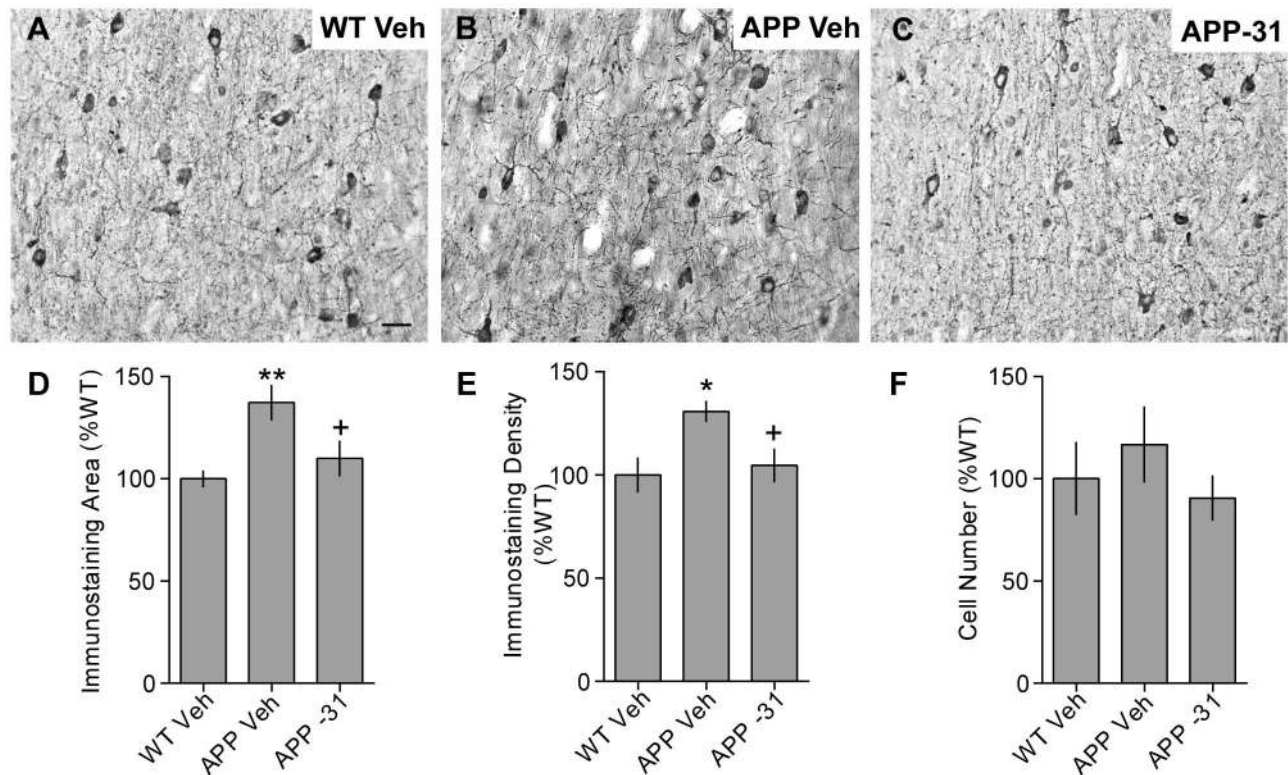 A
WT Veh
B
APP Veh
C
APP-31
D
Immunostaining Area (%WT)
150
100
50
0
**
+
WT Veh
APP Veh
APP -31
E
Immunostaining Density
(%WT)
150
100
50
0
*
+
WT Veh
APP Veh
APP -31
F
Cell Number (%WT)
150
100
50
0
WT Veh
APP Veh
APP -31